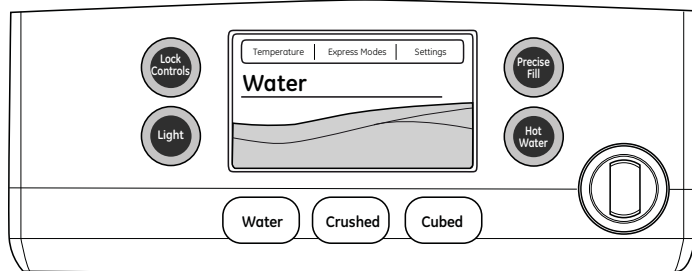 Lock
Controls
Light
Temperature Express Modes Settings
Water
Precise
Fill
Hot
Water
Water Crushed Cubed